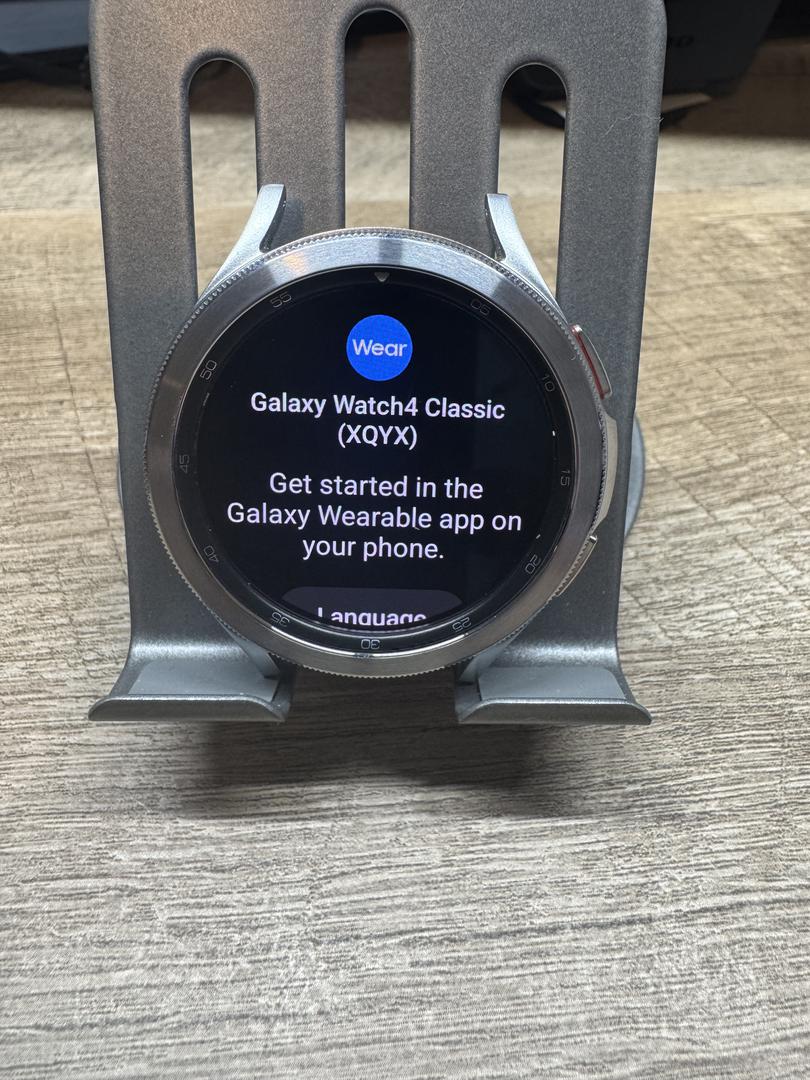 Wear
Galaxy Watch4 Classic
(XQYX)
Get started in the
Galaxy Wearable app on
your phone.
Language
05
10
15
20
25
30
35
40
45
50
55